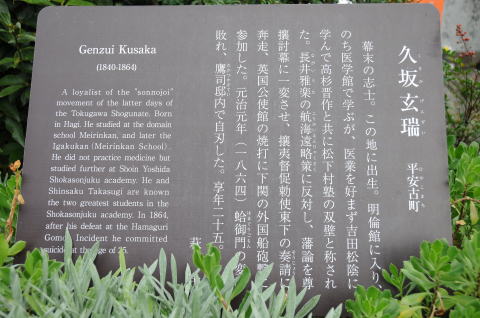 久坂玄瑞
平安古町
幕末の志士。この地に出生。明倫館に入り、
のち医学館で学ぶが、医業を好まず吉田松陰に
学んで高杉晋作と共に松下村塾の双璧と称され
た。長井雅楽の航海遠略策に反対し、藩論を尊
攘討幕に一変させ、攘夷督促勅使東下の奏請に
奔走、英国公使館の焼打に下関の外国船砲撃に
参加した。元治元年(一八六四)蛤御門の変
敗れ、鷹司邸内で自刃した。享年二十五
萩
Genzui Kusaka
(1840-1864)
A loyalist of the "sonnojoi"
movement of the latter days of
the Tokugawa Shogunate. Born
in Hagi. He studied at the domain
school Meirinkan, and later the
Igakukan (Meirinkan School).
He did not practice medicine but
studied further at Shoin Yoshida
Shokasonjuku academy. He and
Shinsaku Takasugi are known
the two greatest students in the
Shokasonjuku academy. In 1864,
after his defeat at the Hamaguri
Gomon Incident he committed
suicide at the age of 25.